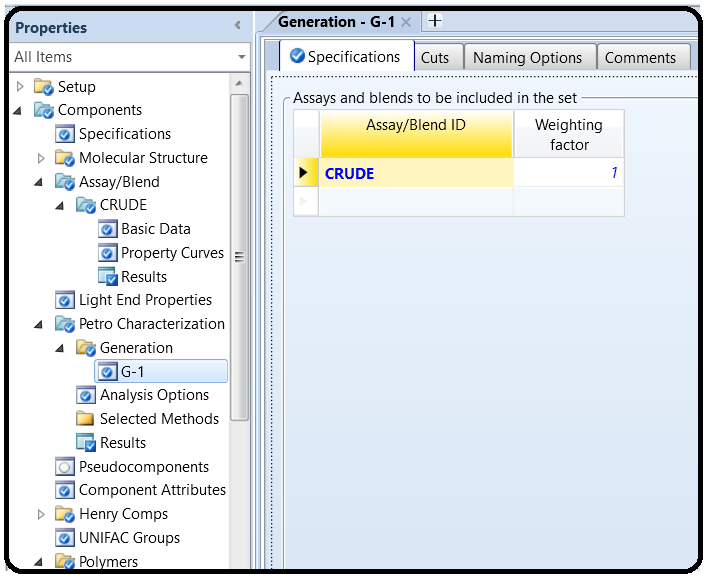 Properties
All Items
Setup
Components
Specifications
Molecular Structure
Assay/Blend
CRUDE
Basic Data
Property Curves
Results
Light End Properties
Petro Characterization
Generation
G-1
Analysis Options
Selected Methods
Results
Pseudocomponents
Component Attributes
Henry Comps
UNIFAC Groups
Polymers
Generation - G-1
Specifications Cuts Naming Options Comments
Assays and blends to be included in the set
Assay/Blend ID Weighting
factor
CRUDE 1